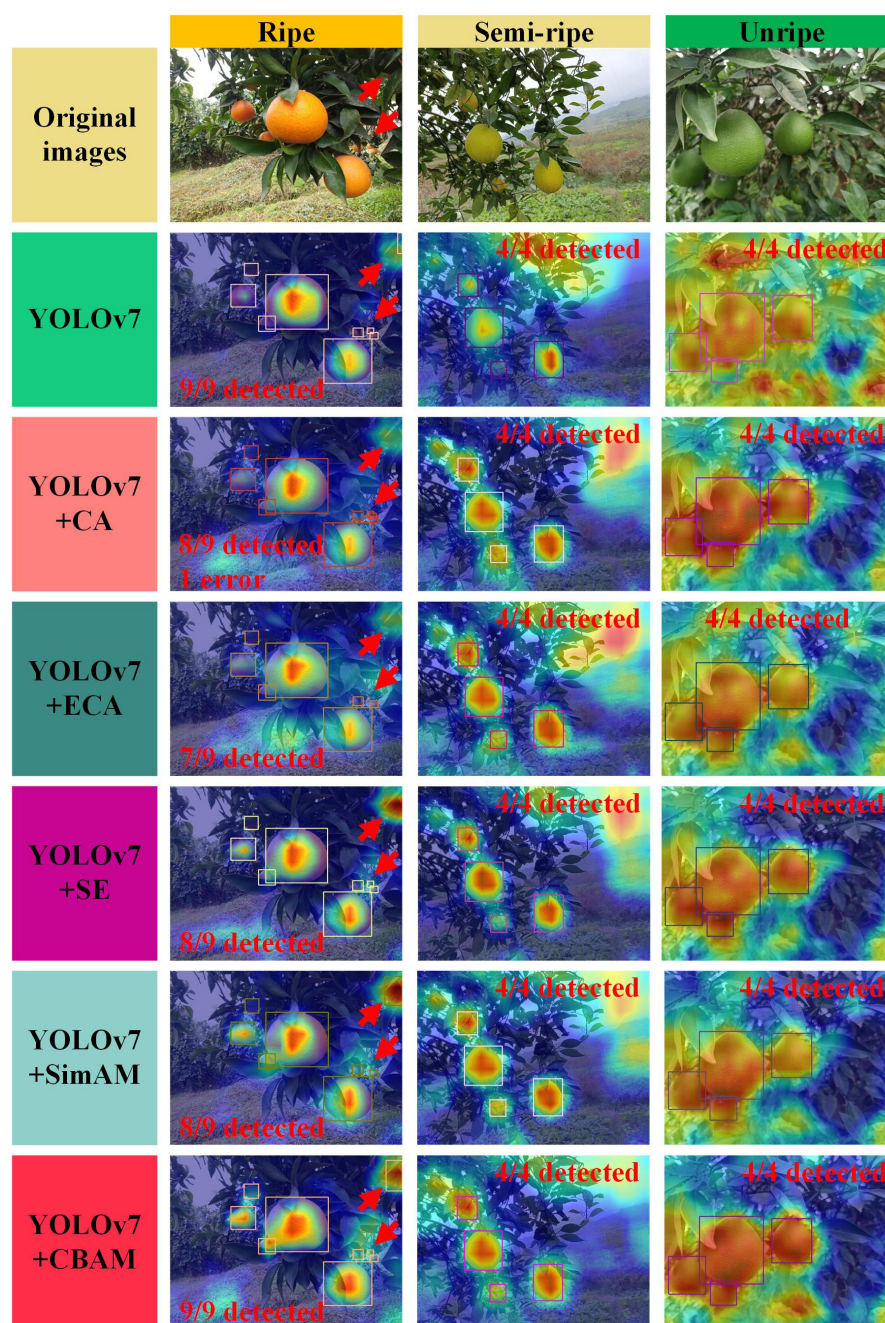 Ripe
Semi-ripe
Unripe
Original
images
YOLOv7
9/9 detected
4/4 detected
4/4 detected
YOLOv7
+CA
8/9 detected
1 error
4/4 detected
4/4 detected
YOLOv7
+ECA
7/9 detected
4/4 detected
4/4 detected
YOLOv7
+SE
8/9 detected
4/4 detected
4/4 detected
YOLOv7
+SimAM
8/9 detected
4/4 detected
4/4 detected
YOLOv7
+CBAM
9/9 detected
4/4 detected
4/4 detected